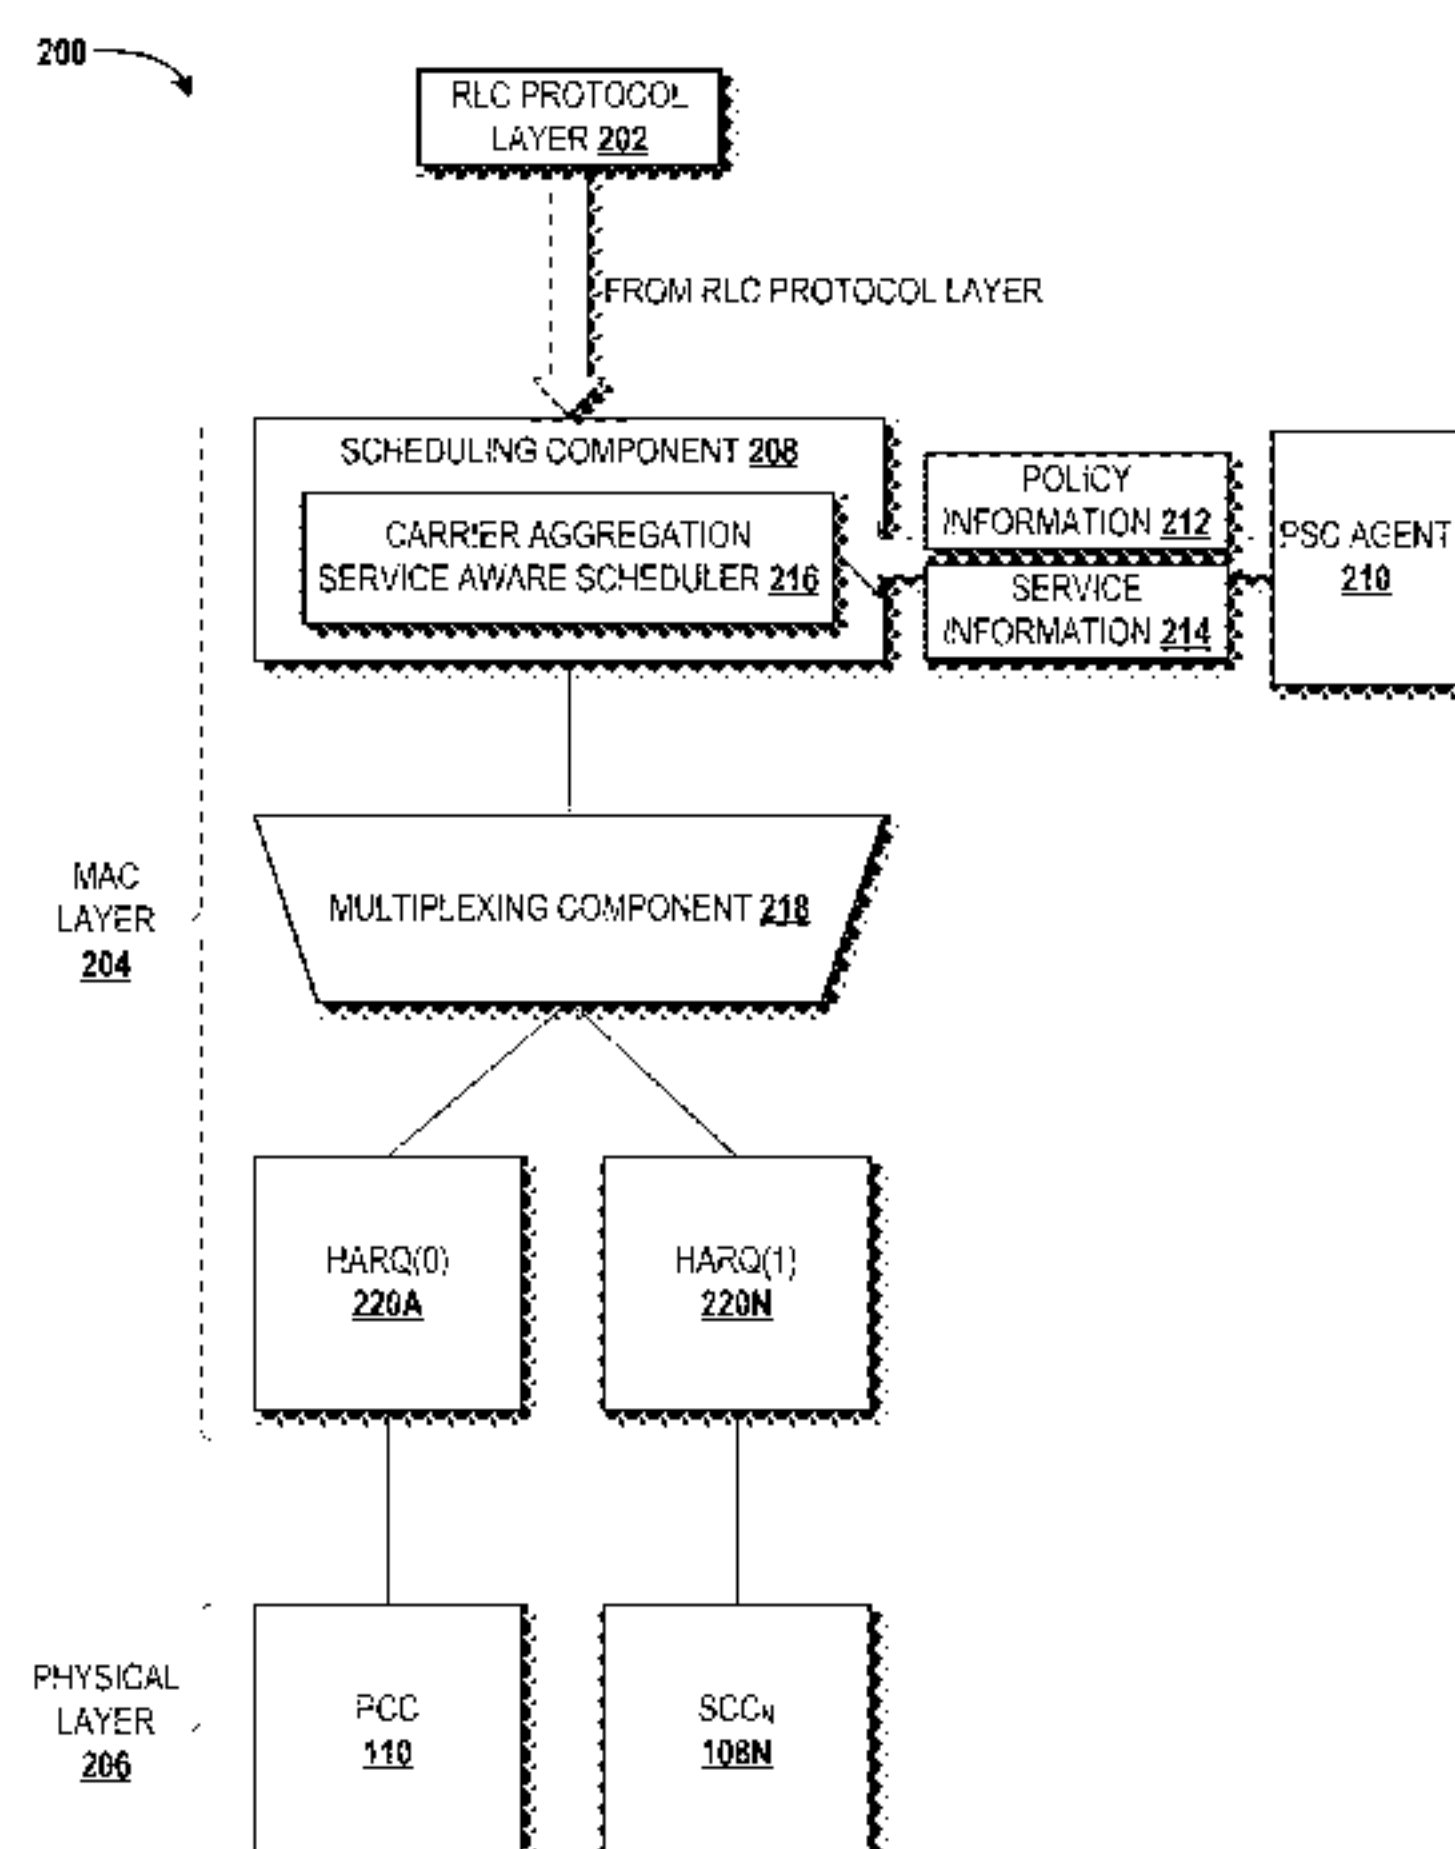 200
RLC PROTOCOL
LAYER 202
FROM RLC PROTOCOL LAYER
SCHEDULING COMPONENT 208
CARRIER AGGREGATION
SERVICE AWARE SCHEDULER 216
POLICY
INFORMATION 212
SERVICE
INFORMATION 214
PSC AGENT
210
MAC
LAYER
204
MULTIPLEXING COMPONENT 218
HARQ(0)
220A
HARQ(1)
220N
PHYSICAL
LAYER
206
PCC
110
SCCN
108N